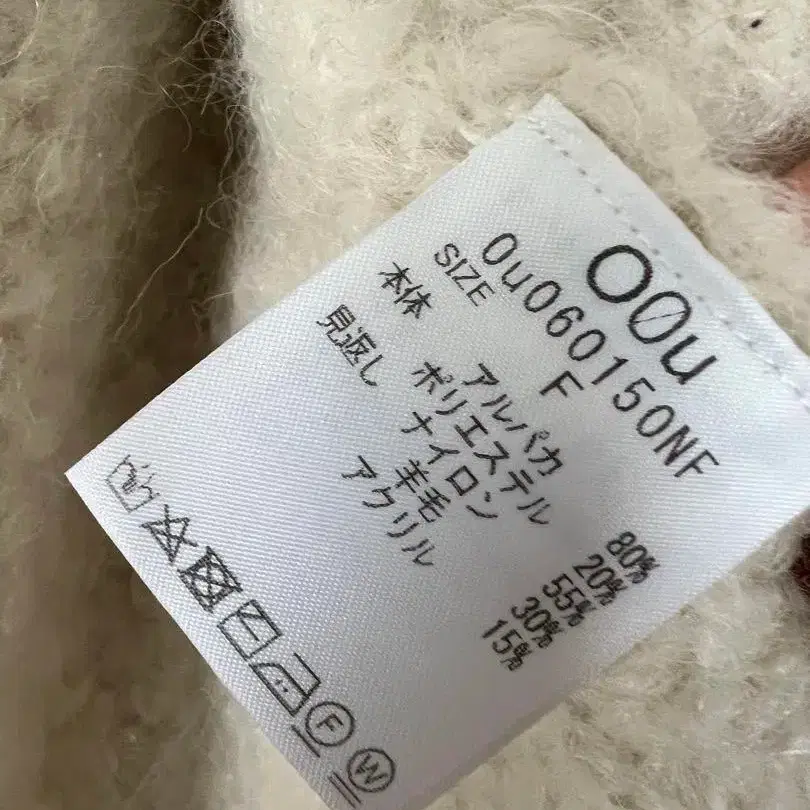 O0u
0u060150NF
SIZE F
本体 アルパカ 80%
ポリエステル 20%
見返し ナイロン 55%
羊毛 30%
アクリル 15%
F
W